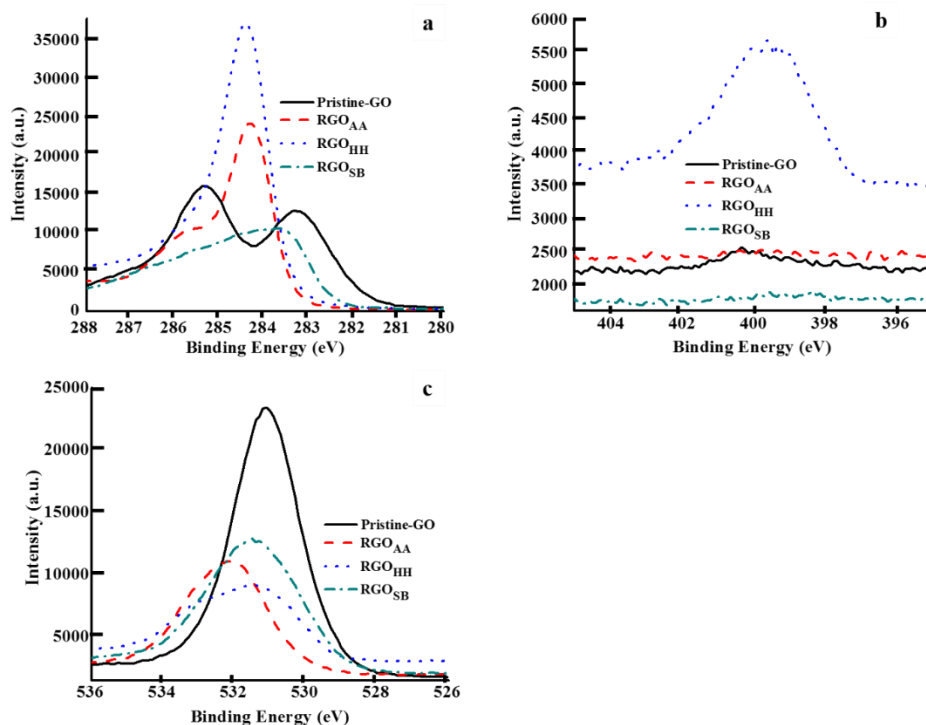 a
35000
30000
25000
20000
15000
10000
5000
0
Intensity (a.u.)
Pristine-GO
RGOAA
RGOHH
RGOSB
288 287 286 285 284 283 282 281 280
Binding Energy (eV)
b
6000
5500
5000
4500
4000
3500
3000
2500
2000
Intensity (a.u.)
Pristine-GO
RGOAA
RGOHH
RGOSB
404 402 400 398 396
Binding Energy (eV)
c
25000
20000
15000
10000
5000
Intensity (a.u.)
Pristine-GO
RGOAA
RGOHH
RGOSB
536 534 532 530 528 526
Binding Energy (eV)